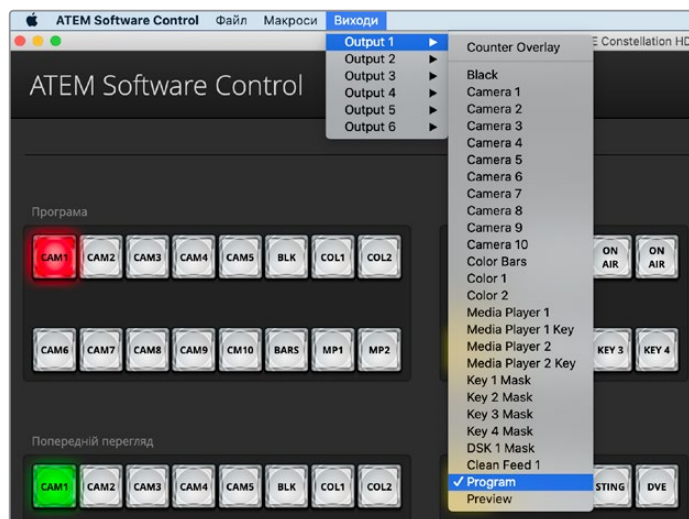 ATEM Software Control Файл Макроси Виходи
Output 1
Output 2
Output 3
Output 4
Output 5
Output 6
Counter Overlay
Black
Camera 1
Camera 2
Camera 3
Camera 4
Camera 5
Camera 6
Camera 7
Camera 8
Camera 9
Camera 10
Color Bars
Color 1
Color 2
Media Player 1
Media Player 1 Key
Media Player 2
Media Player 2 Key
Key 1 Mask
Key 2 Mask
Key 3 Mask
Key 4 Mask
DSK 1 Mask
Clean Feed 1
✓ Program
Preview
Constellation HD
ATEM Software Control
Програма
CAM1 CAM2 CAM3 CAM4 CAM5 BLK COL1 COL2
ON AIR ON AIR
CAM6 CAM7 CAM8 CAM9 CM10 BARS MP1 MP2
KEY 3 KEY 4
Попередній перегляд
CAM1 CAM2 CAM3 CAM4 CAM5 BLK COL1 COL2
STING DVE